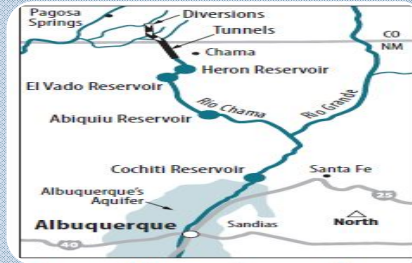 Pagosa
Springs
Diversions
Tunnels
CO
NM
Chama
Heron Reservoir
El Vado Reservoir
Rio Chama
Rio Grande
Abiquiu Reservoir
Cochiti Reservoir
Santa Fe
Albuquerque's
Aquifer
25
Albuquerque
Sandias
North
40